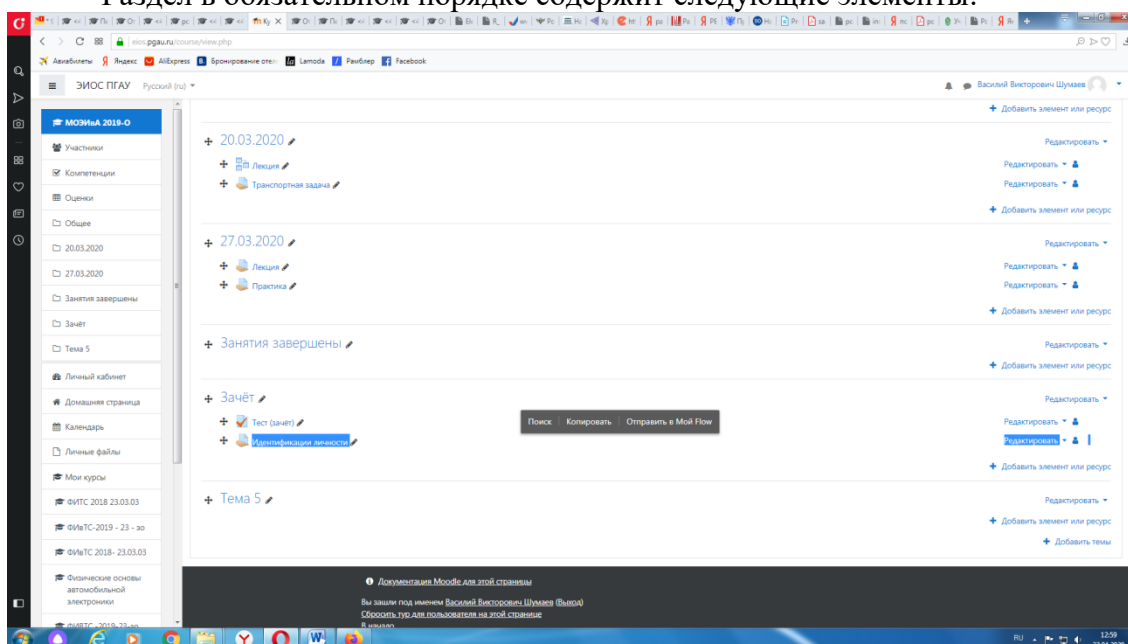 Раздел в обязательном порядке содержит следующие элементы:
eios.pgau.ru/course/view.php
Авиабилеты Яндекс AliExpress Бронирование отел Lamoda Рамблер Facebook
ЭИОС ПГАУ Русский (ru) Василий Викторович Шумаев
Добавить элемент или ресурс
МОЭИвА 2019-О
Участники
Компетенции
Оценки
Общее
20.03.2020
27.03.2020
Занятия завершены
Зачёт
Тема 5
Личный кабинет
Домашняя страница
Календарь
Личные файлы
Мои курсы
ФИТС 2018 23.03.03
ФИвТС-2019 - 23 - зо
ФИвТС 2018- 23.03.03
Физические основы
автомобильной
электроники
20.03.2020 Редактировать
Лекция Редактировать
Транспортная задача Редактировать
Добавить элемент или ресурс
27.03.2020 Редактировать
Лекция Редактировать
Практика Редактировать
Добавить элемент или ресурс
Занятия завершены Редактировать
Добавить элемент или ресурс
Зачёт Редактировать
Поиск Копировать Отправить в Мой Flow
Тест (зачёт) Редактировать
Идентификации личности Редактировать
Добавить элемент или ресурс
Тема 5 Редактировать
Добавить элемент или ресурс
Добавить темы
Документация Moodle для этой страницы
Вы зашли под именем Василий Викторович Шумаев (Выход)
Сбросить тур для пользователя на этой странице
В начало
RU 12:59